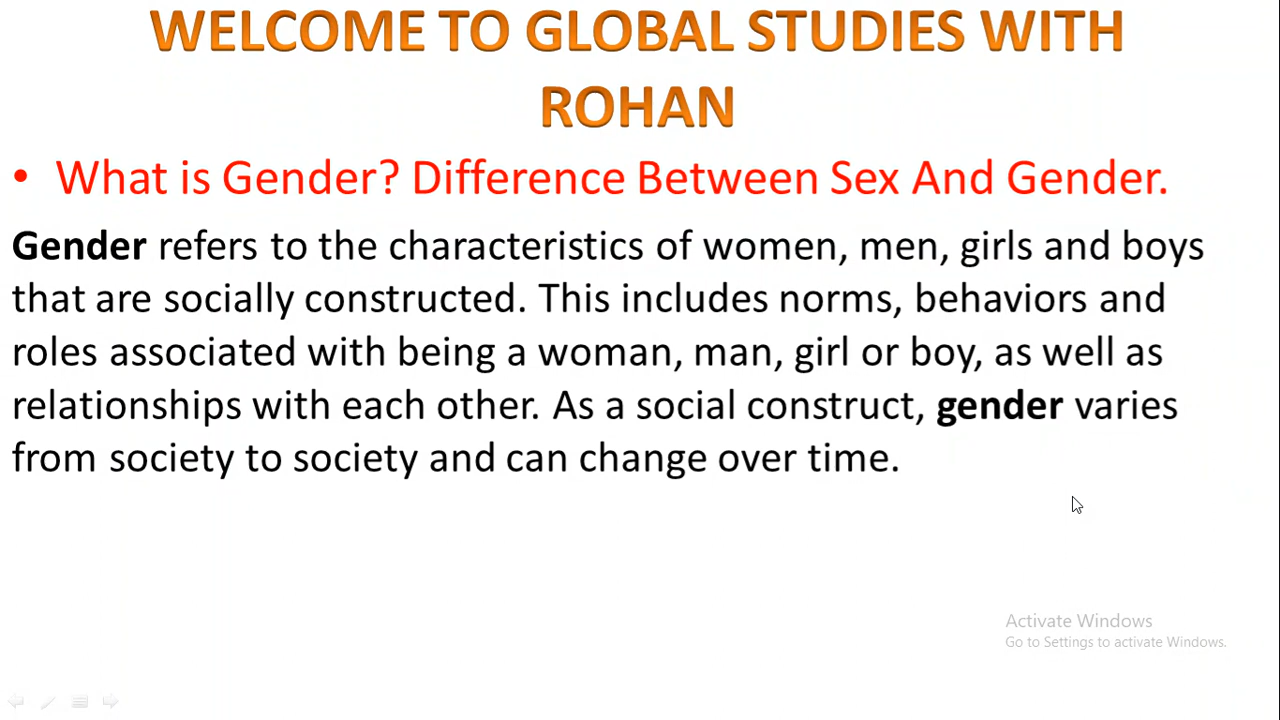 WELCOME TO GLOBAL STUDIES WITH
ROHAN
• What is Gender? Difference Between Sex And Gender.
Gender refers to the characteristics of women, men, girls and boys
that are socially constructed. This includes norms, behaviors and
roles associated with being a woman, man, girl or boy, as well as
relationships with each other. As a social construct, gender varies
from society to society and can change over time.
Activate Windows
Go to Settings to activate Windows.